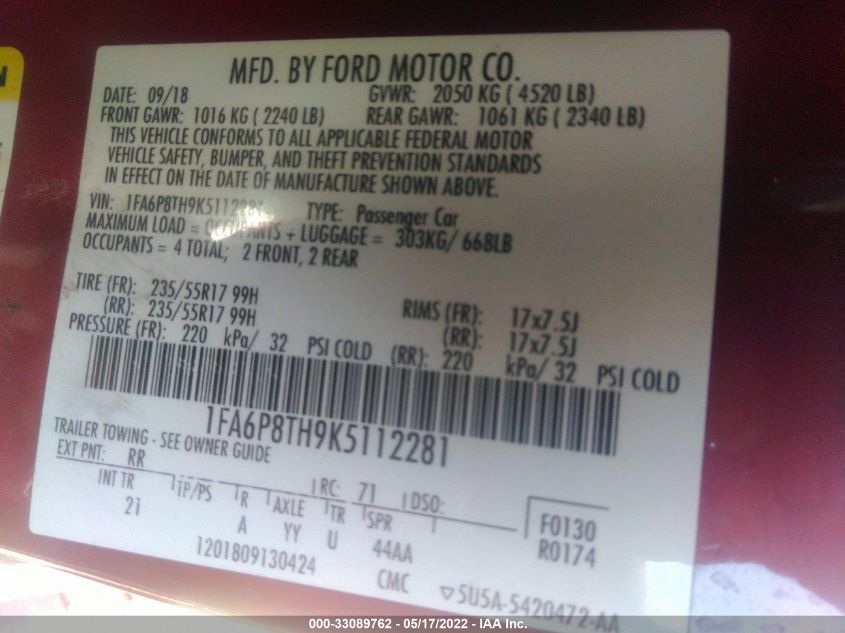 MFD. BY FORD MOTOR CO.
DATE: 09/18 GVWR: 2050 KG ( 4520 LB)
FRONT GAWR: 1016 KG ( 2240 LB) REAR GAWR: 1061 KG ( 2340 LB)
THIS VEHICLE CONFORMS TO ALL APPLICABLE FEDERAL MOTOR
VEHICLE SAFETY, BUMPER, AND THEFT PREVENTION STANDARDS
IN EFFECT ON THE DATE OF MANUFACTURE SHOWN ABOVE.
VIN: 1FA6P8TH9K5112281 TYPE: Passenger Car
MAXIMUM LOAD = OCCUPANTS + LUGGAGE = 303KG/ 668LB
OCCUPANTS = 4 TOTAL; 2 FRONT, 2 REAR
TIRE (FR): 235/55R17 99H RIMS (FR): 17x7.5J
(RR): 235/55R17 99H (RR): 17x7.5J
PRESSURE (FR): 220 kPa/ 32 PSI COLD (RR): 220 kPa/ 32 PSI COLD
1FA6P8TH9K5112281
TRAILER TOWING - SEE OWNER GUIDE
EXT PNT: RR RC: 71 DSO:
INT TR TP/PS R AXLE TR SPR F0130
21 A YY U 44AA R0174
1201809130424 CMC ▽5U5A-5420472-AA
000-33089762 - 05/17/2022 - IAA Inc.